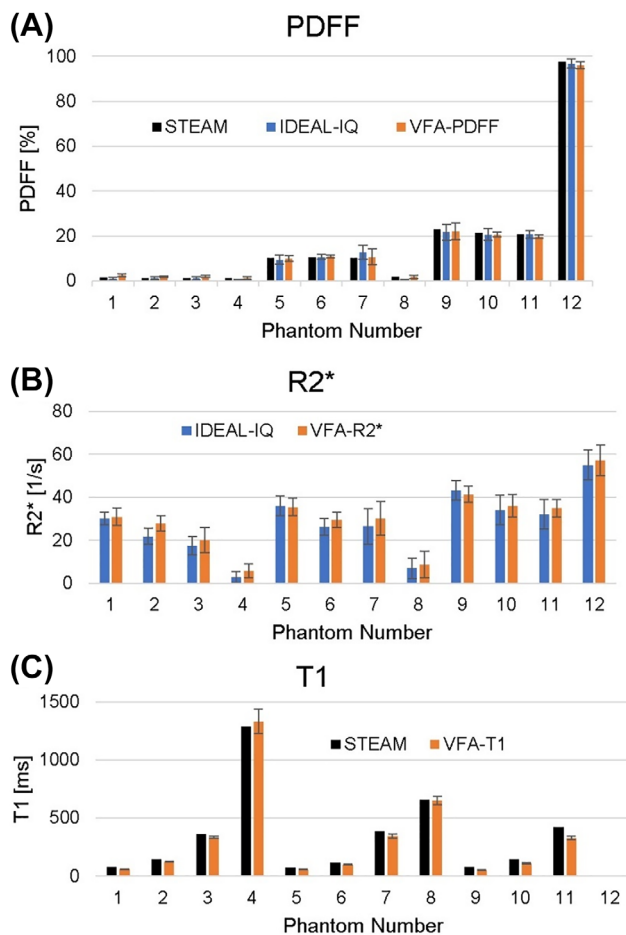 (A) PDFF
100
80
60
40
20
0
PDFF [%]
STEAM IDEAL-IQ VFA-PDFF
1 2 3 4 5 6 7 8 9 10 11 12
Phantom Number
(B) R2*
80
60
40
20
0
R2* [1/s]
IDEAL-IQ VFA-R2*
1 2 3 4 5 6 7 8 9 10 11 12
Phantom Number
(C) T1
1500
1000
500
0
T1 [ms]
STEAM VFA-T1
1 2 3 4 5 6 7 8 9 10 11 12
Phantom Number